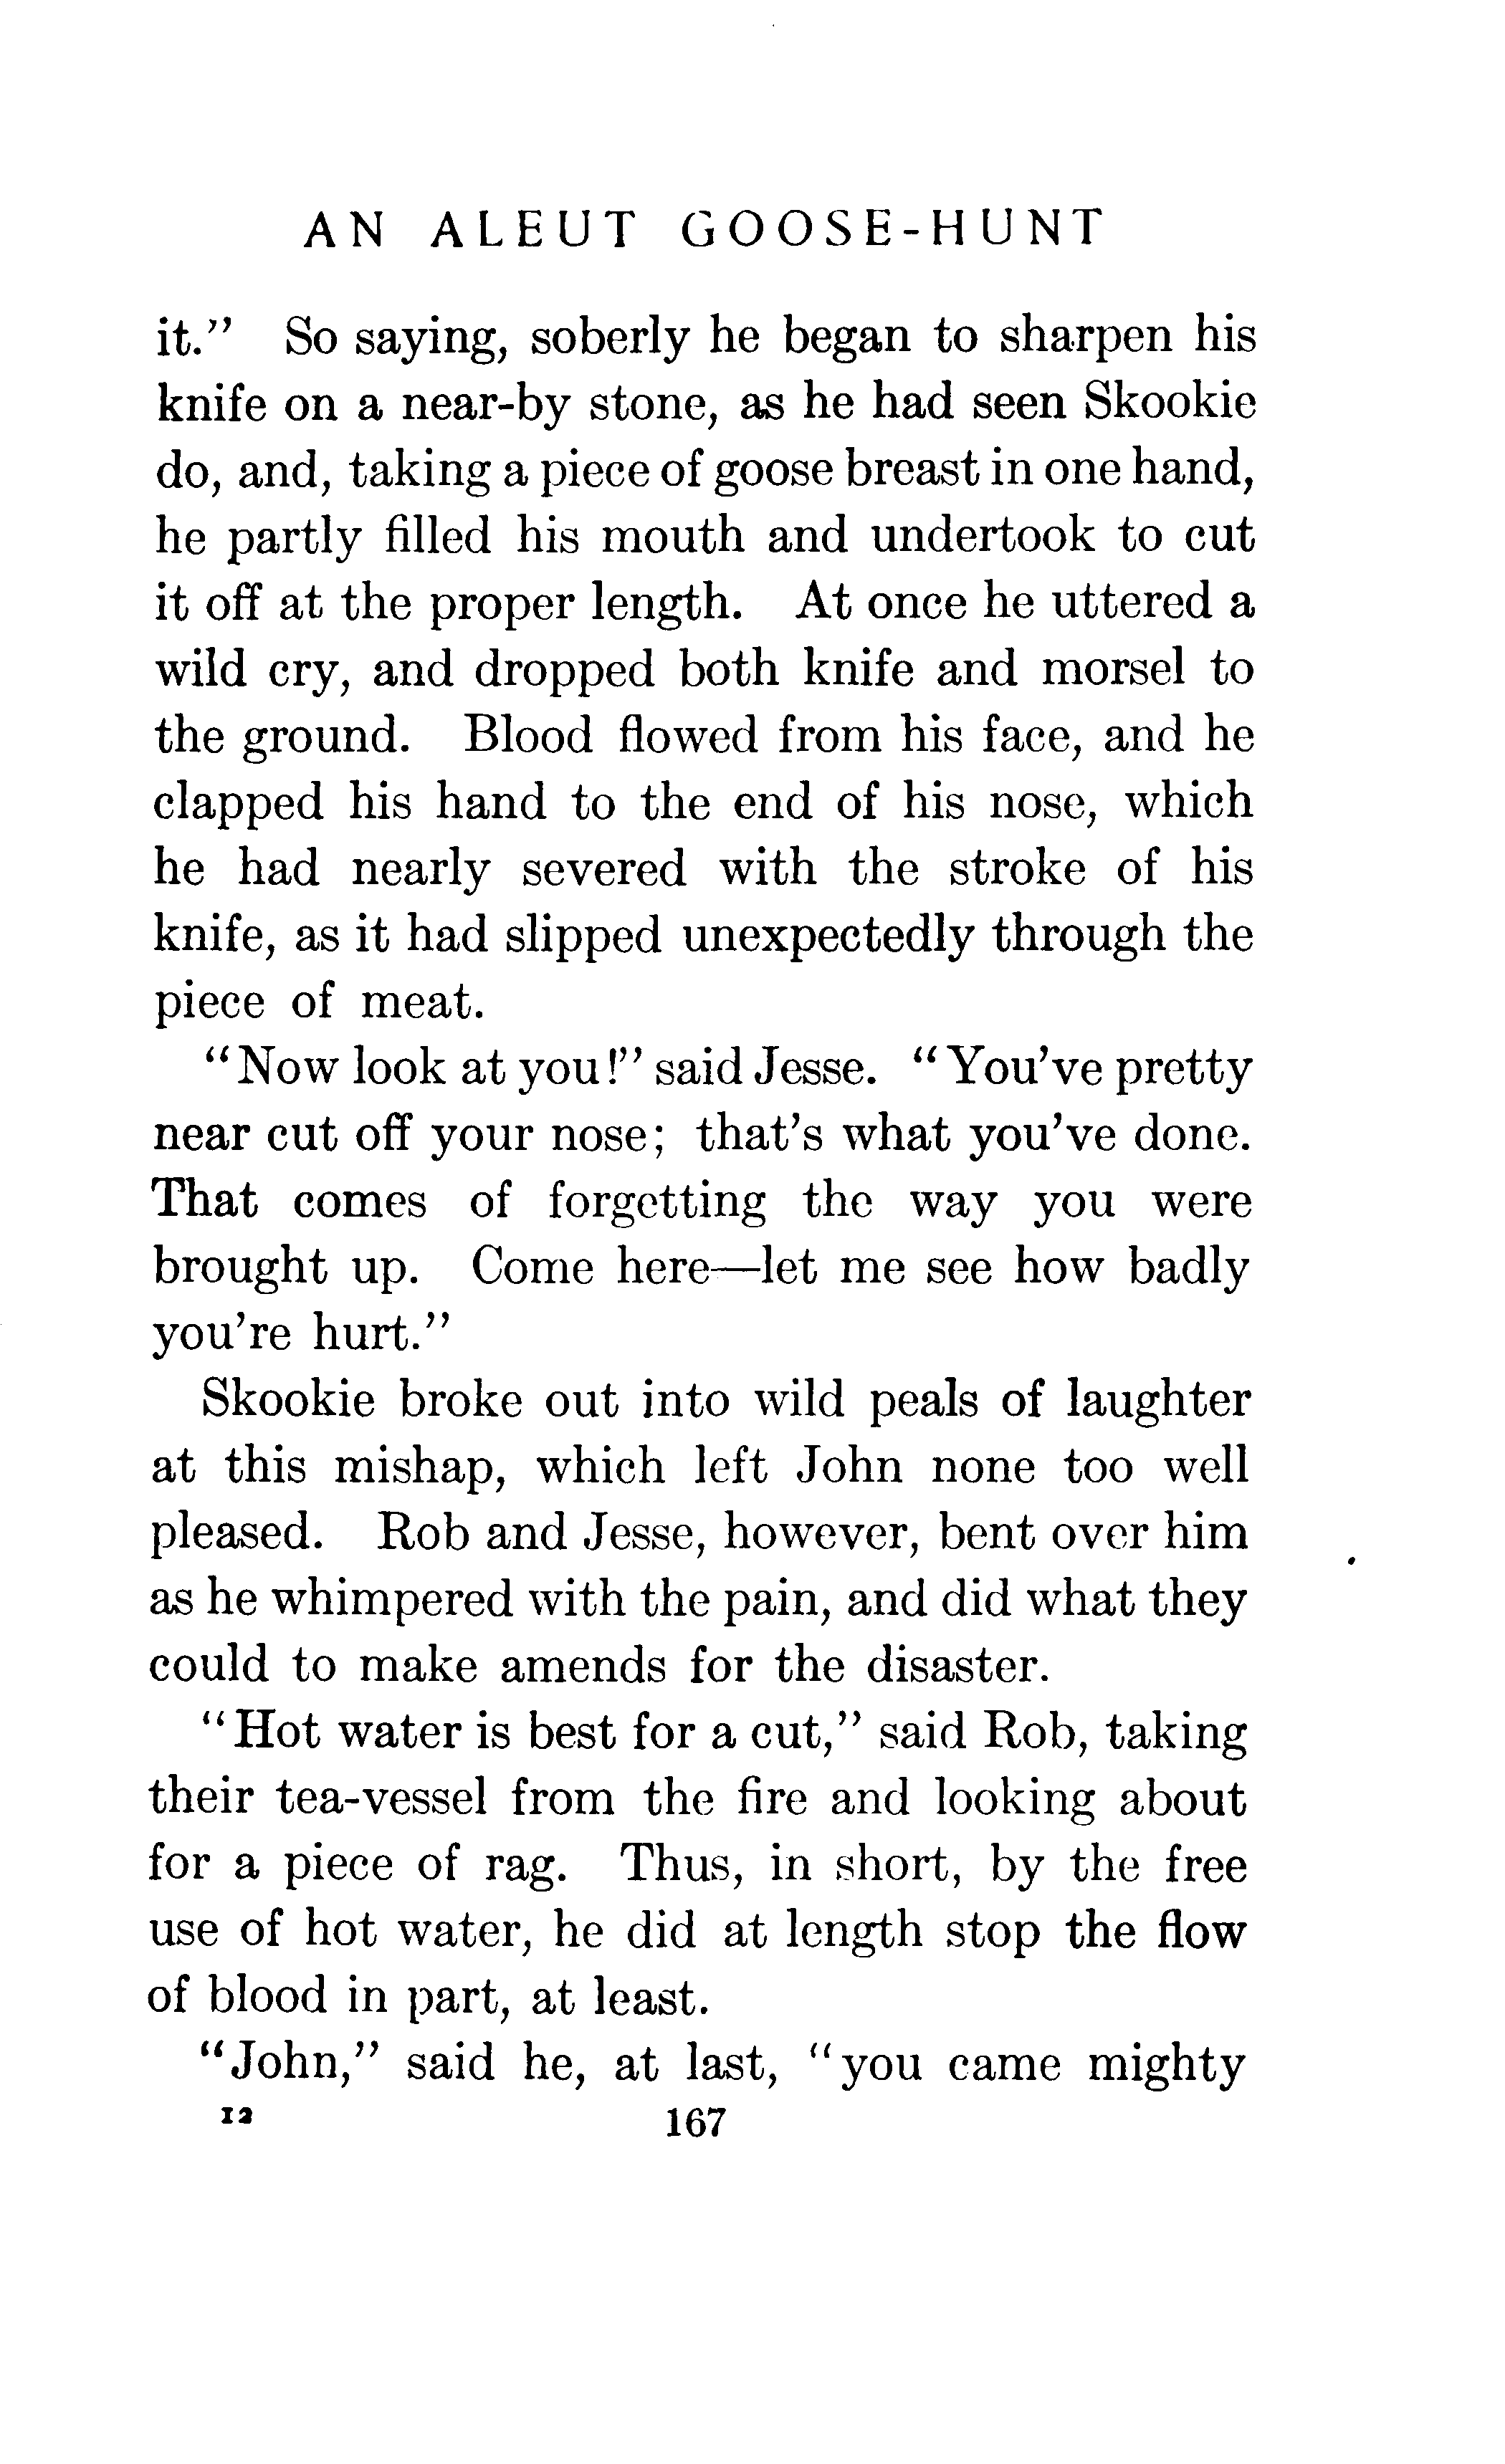 AN ALEUT GOOSE-HUNT
it.” So saying, soberly he began to sharpen his
knife on a near-by stone, as he had seen Skookie
do, and, taking a piece of goose breast in one hand,
he partly filled his mouth and undertook to cut
it off at the proper length. At once he uttered a
wild cry, and dropped both knife and morsel to
the ground. Blood flowed from his face, and he
clapped his hand to the end of his nose, which
he had nearly severed with the stroke of his
knife, as it had slipped unexpectedly through the
piece of meat.
“Now look at you!” said Jesse. “You've pretty
near cut off your nose; that's what you've done.
That comes of forgetting the way you were
brought up. Come here—let me see how badly
you're hurt.”
Skookie broke out into wild peals of laughter
at this mishap, which left John none too well
pleased. Rob and Jesse, however, bent over him
as he whimpered with the pain, and did what they
could to make amends for the disaster.
“Hot water is best for a cut,” said Rob, taking
their tea-vessel from the fire and looking about
for a piece of rag. Thus, in short, by the free
use of hot water, he did at length stop the flow
of blood in part, at least.
“John,” said he, at last, “you came mighty
12 167